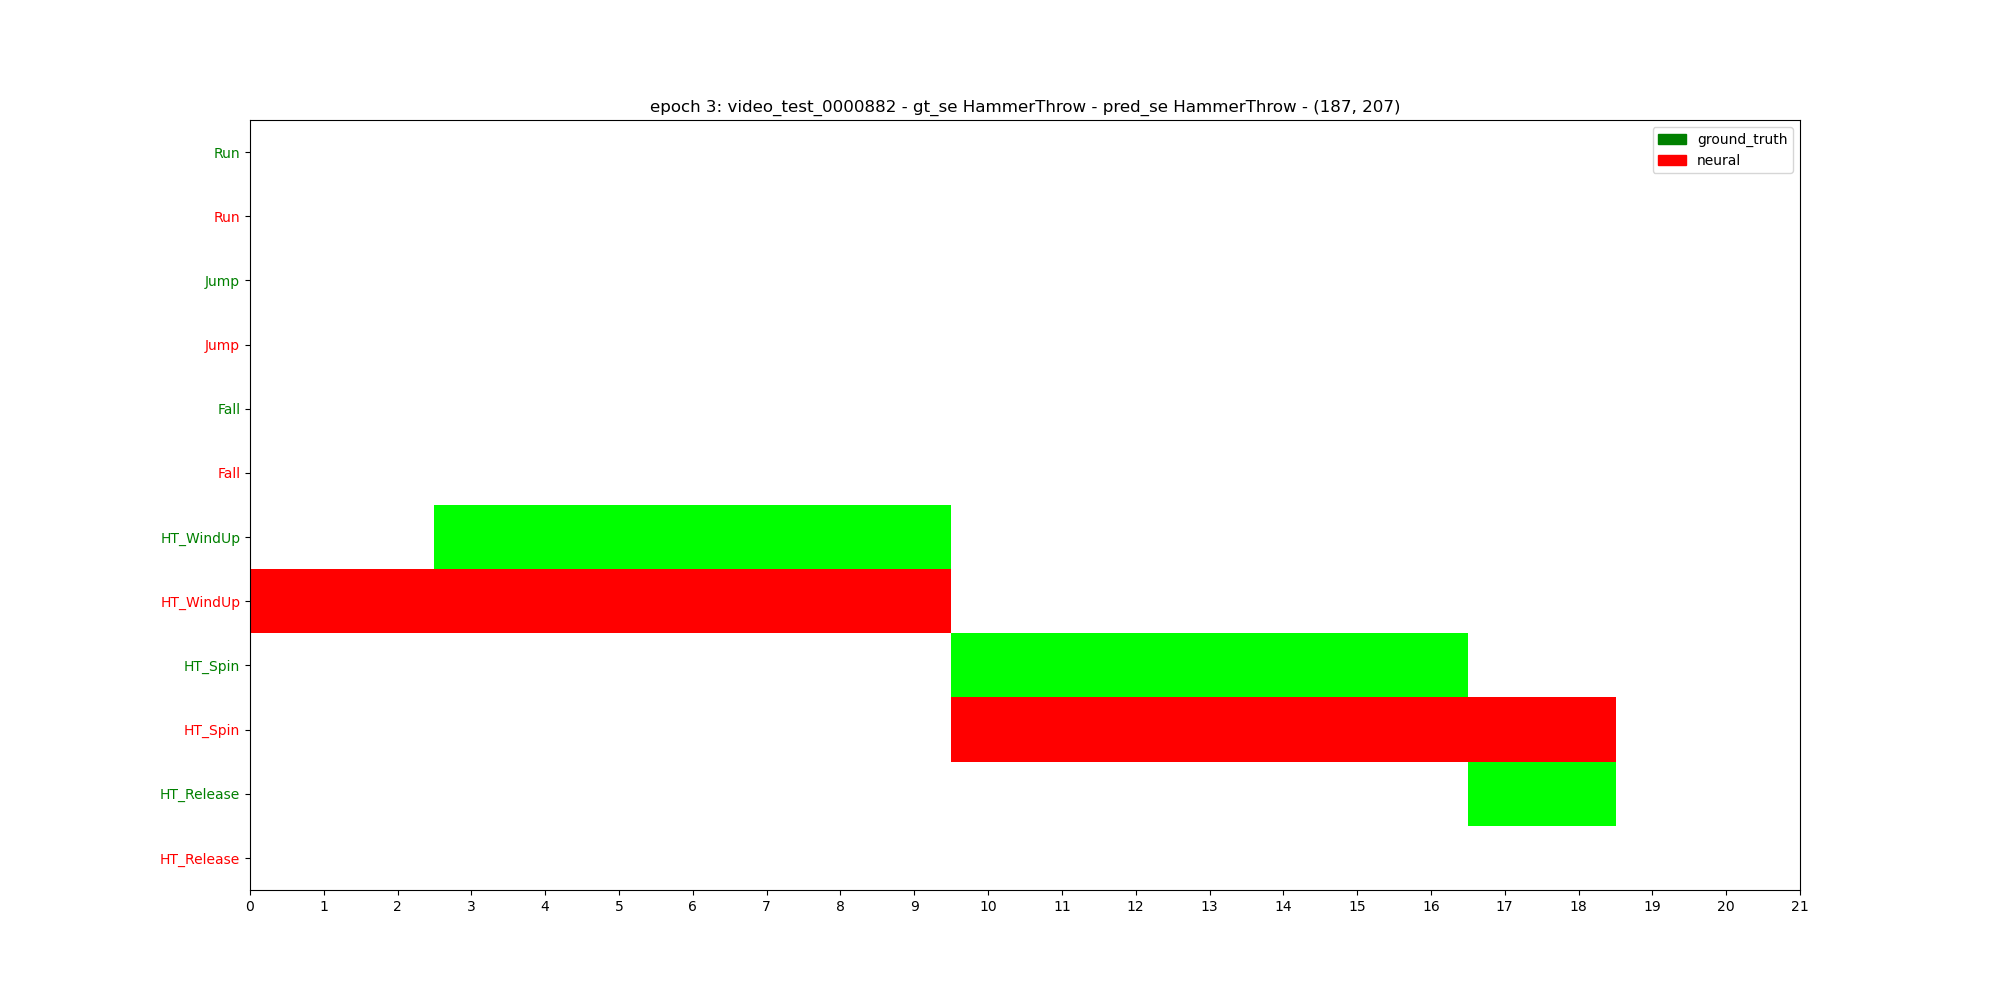 epoch 3: video_test_0000882 - gt_se HammerThrow - pred_se HammerThrow - (187, 207)
ground_truth
neural
Run
Run
Jump
Jump
Fall
Fall
HT_WindUp
HT_WindUp
HT_Spin
HT_Spin
HT_Release
HT_Release
0 1 2 3 4 5 6 7 8 9 10 11 12 13 14 15 16 17 18 19 20 21